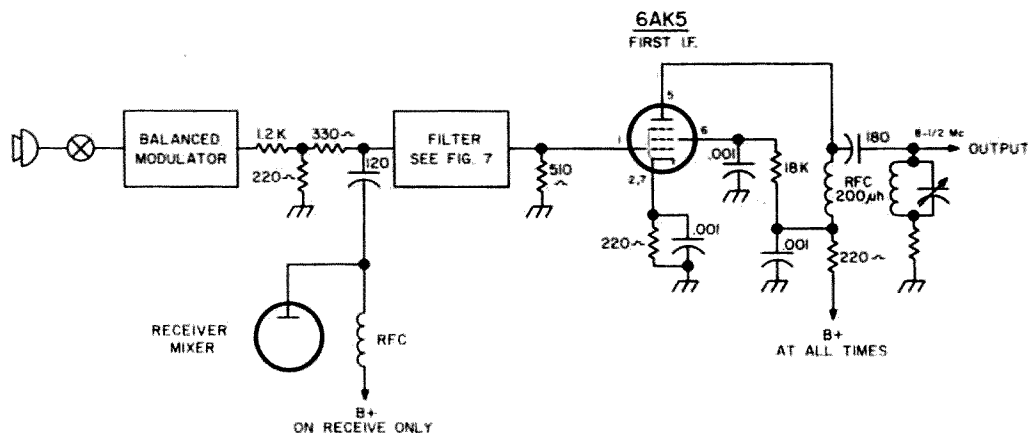 6AK5
FIRST I.F.
5
BALANCED
MODULATOR
1.2K
330~
220~
120
FILTER
SEE FIG. 7
1
510
~
6
2,7
.001
18K
220~
.001
.001
180
8-1/2 Mc
OUTPUT
RFC
200μh
220~
B+
AT ALL TIMES
RECEIVER
MIXER
RFC
B+
ON RECEIVE ONLY